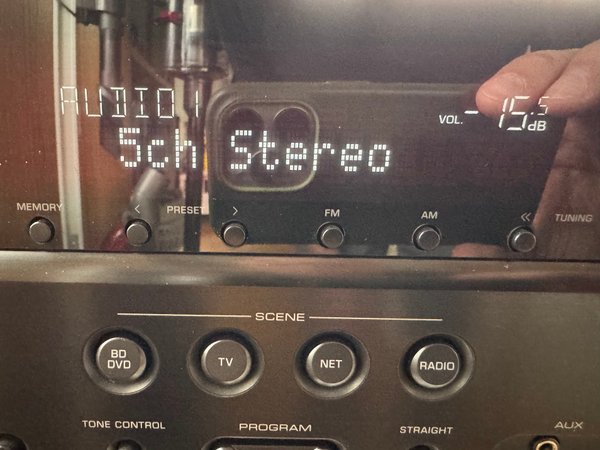 AUDIO1
VOL. -15.5 dB
5ch Stereo
MEMORY < PRESET > FM AM << TUNING
SCENE
BD DVD
TV
NET
RADIO
TONE CONTROL PROGRAM STRAIGHT AUX